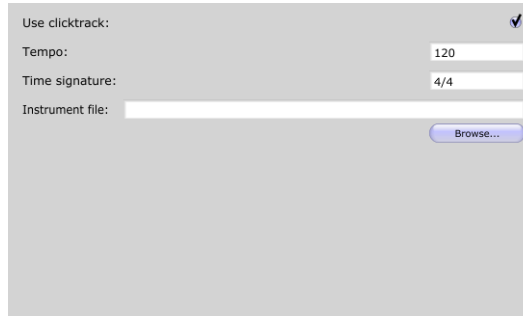 Use clicktrack:
Tempo: 120
Time signature: 4/4
Instrument file:
Browse...